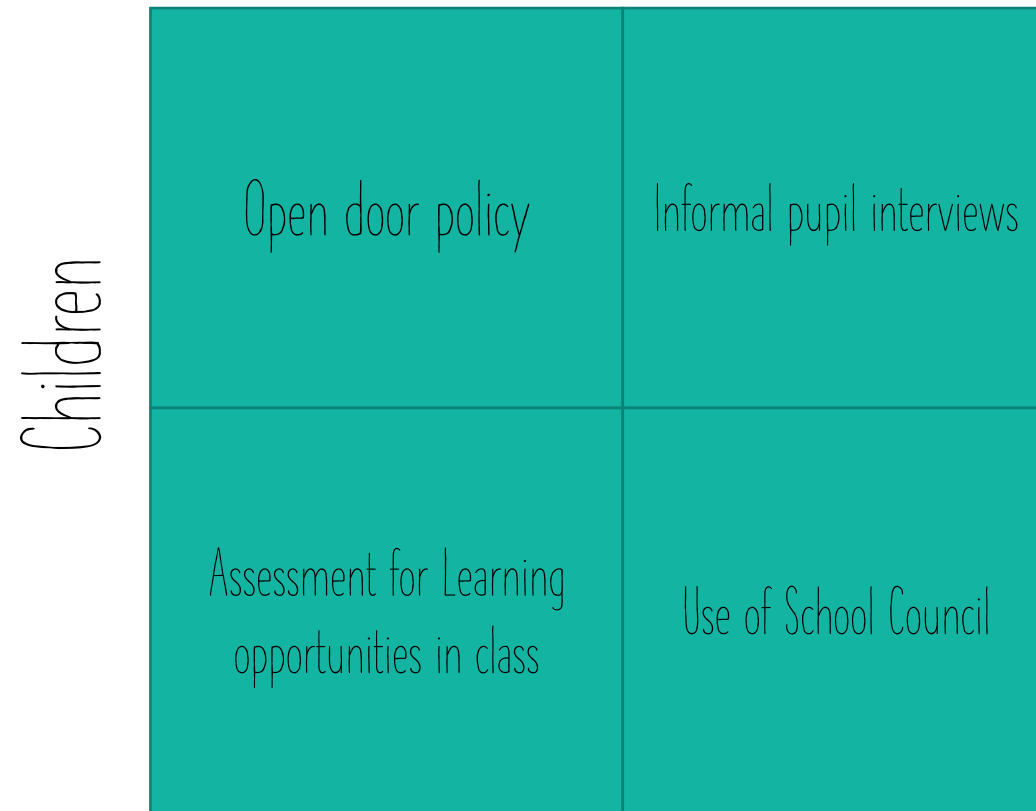 Children
Open door policy
Informal pupil interviews
Assessment for Learning
opportunities in class
Use of School Council